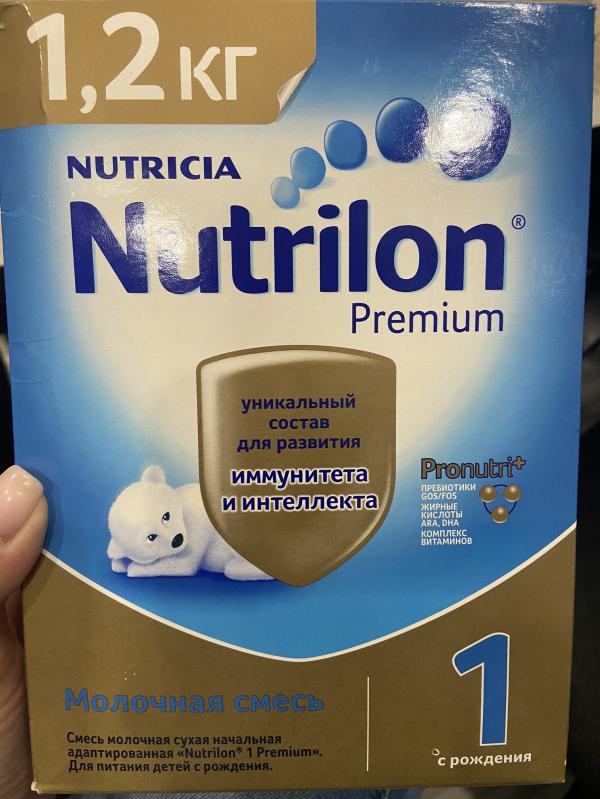 1,2 КГ
NUTRICIA
Nutrilon®
Premium
уникальный
состав
для развития
иммунитета
и интеллекта
Pronutri+
ПРЕБИОТИКИ
GOS/FOS
ЖИРНЫЕ
КИСЛОТЫ
ARA, DHA
КОМПЛЕКС
ВИТАМИНОВ
Молочная смесь
Смесь молочная сухая начальная
адаптированная «Nutrilon® 1 Premium».
Для питания детей с рождения.
1
с рождения